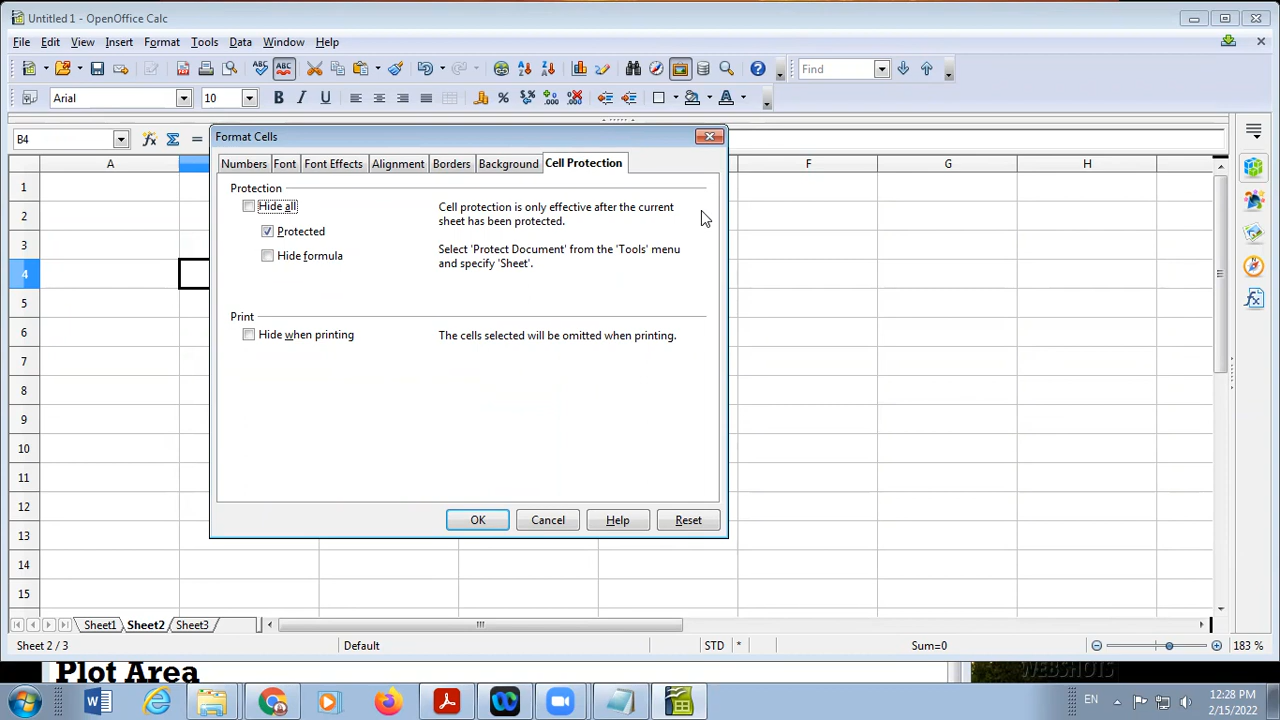 Untitled 1 - OpenOffice Calc
File Edit View Insert Format Tools Data Window Help
ABC ABC Find
Arial 10 B I U A
B4 fx Σ =
Format Cells
A F G H
Numbers Font Font Effects Alignment Borders Background Cell Protection
1
Protection
Hide all
Cell protection is only effective after the current
sheet has been protected.
2
Protected
3
Hide formula
Select 'Protect Document' from the 'Tools' menu
and specify 'Sheet'.
4
5
Print
6
Hide when printing
The cells selected will be omitted when printing.
7
8
9
10
11
12
OK Cancel Help Reset
13
14
15
Sheet1 Sheet2 Sheet3
Sheet 2 / 3 Default STD * Sum=0 183 %
Plot Area
WEBSHOTS
EN 12:28 PM
2/15/2022